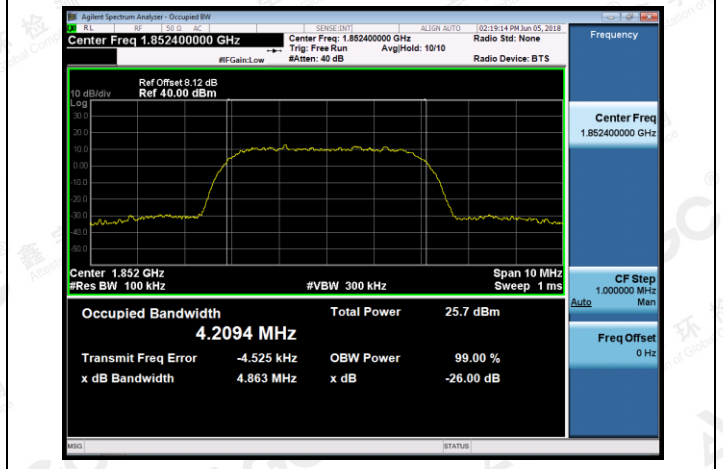 Agilent Spectrum Analyzer - Occupied BW
RL RF 50 Ω AC SENSE:INT ALIGN AUTO 02:19:14 PM Jun 05, 2018
Center Freq 1.852400000 GHz
Center Freq: 1.852400000 GHz
Radio Std: None
Trig: Free Run Avg|Hold: 10/10
#IFGain:Low #Atten: 40 dB Radio Device: BTS
Ref Offset 8.12 dB
10 dB/div Ref 40.00 dBm
Log
30.0
20.0
10.0
0.00
-10.0
-20.0
-30.0
-40.0
-50.0
Center 1.852 GHz Span 10 MHz
#Res BW 100 kHz #VBW 300 kHz Sweep 1 ms
Occupied Bandwidth Total Power 25.7 dBm
4.2094 MHz
Transmit Freq Error -4.525 kHz OBW Power 99.00 %
x dB Bandwidth 4.863 MHz x dB -26.00 dB
MSG STATUS
Frequency
Center Freq
1.852400000 GHz
CF Step
1.000000 MHz
Auto Man
Freq Offset
0 Hz